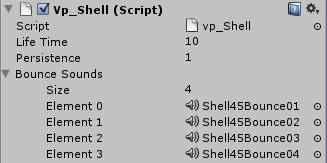 Vp_Shell (Script)
Script vp_Shell
Life Time 10
Persistence 1
Bounce Sounds
Size 4
Element 0 Shell45Bounce01
Element 1 Shell45Bounce02
Element 2 Shell45Bounce03
Element 3 Shell45Bounce04